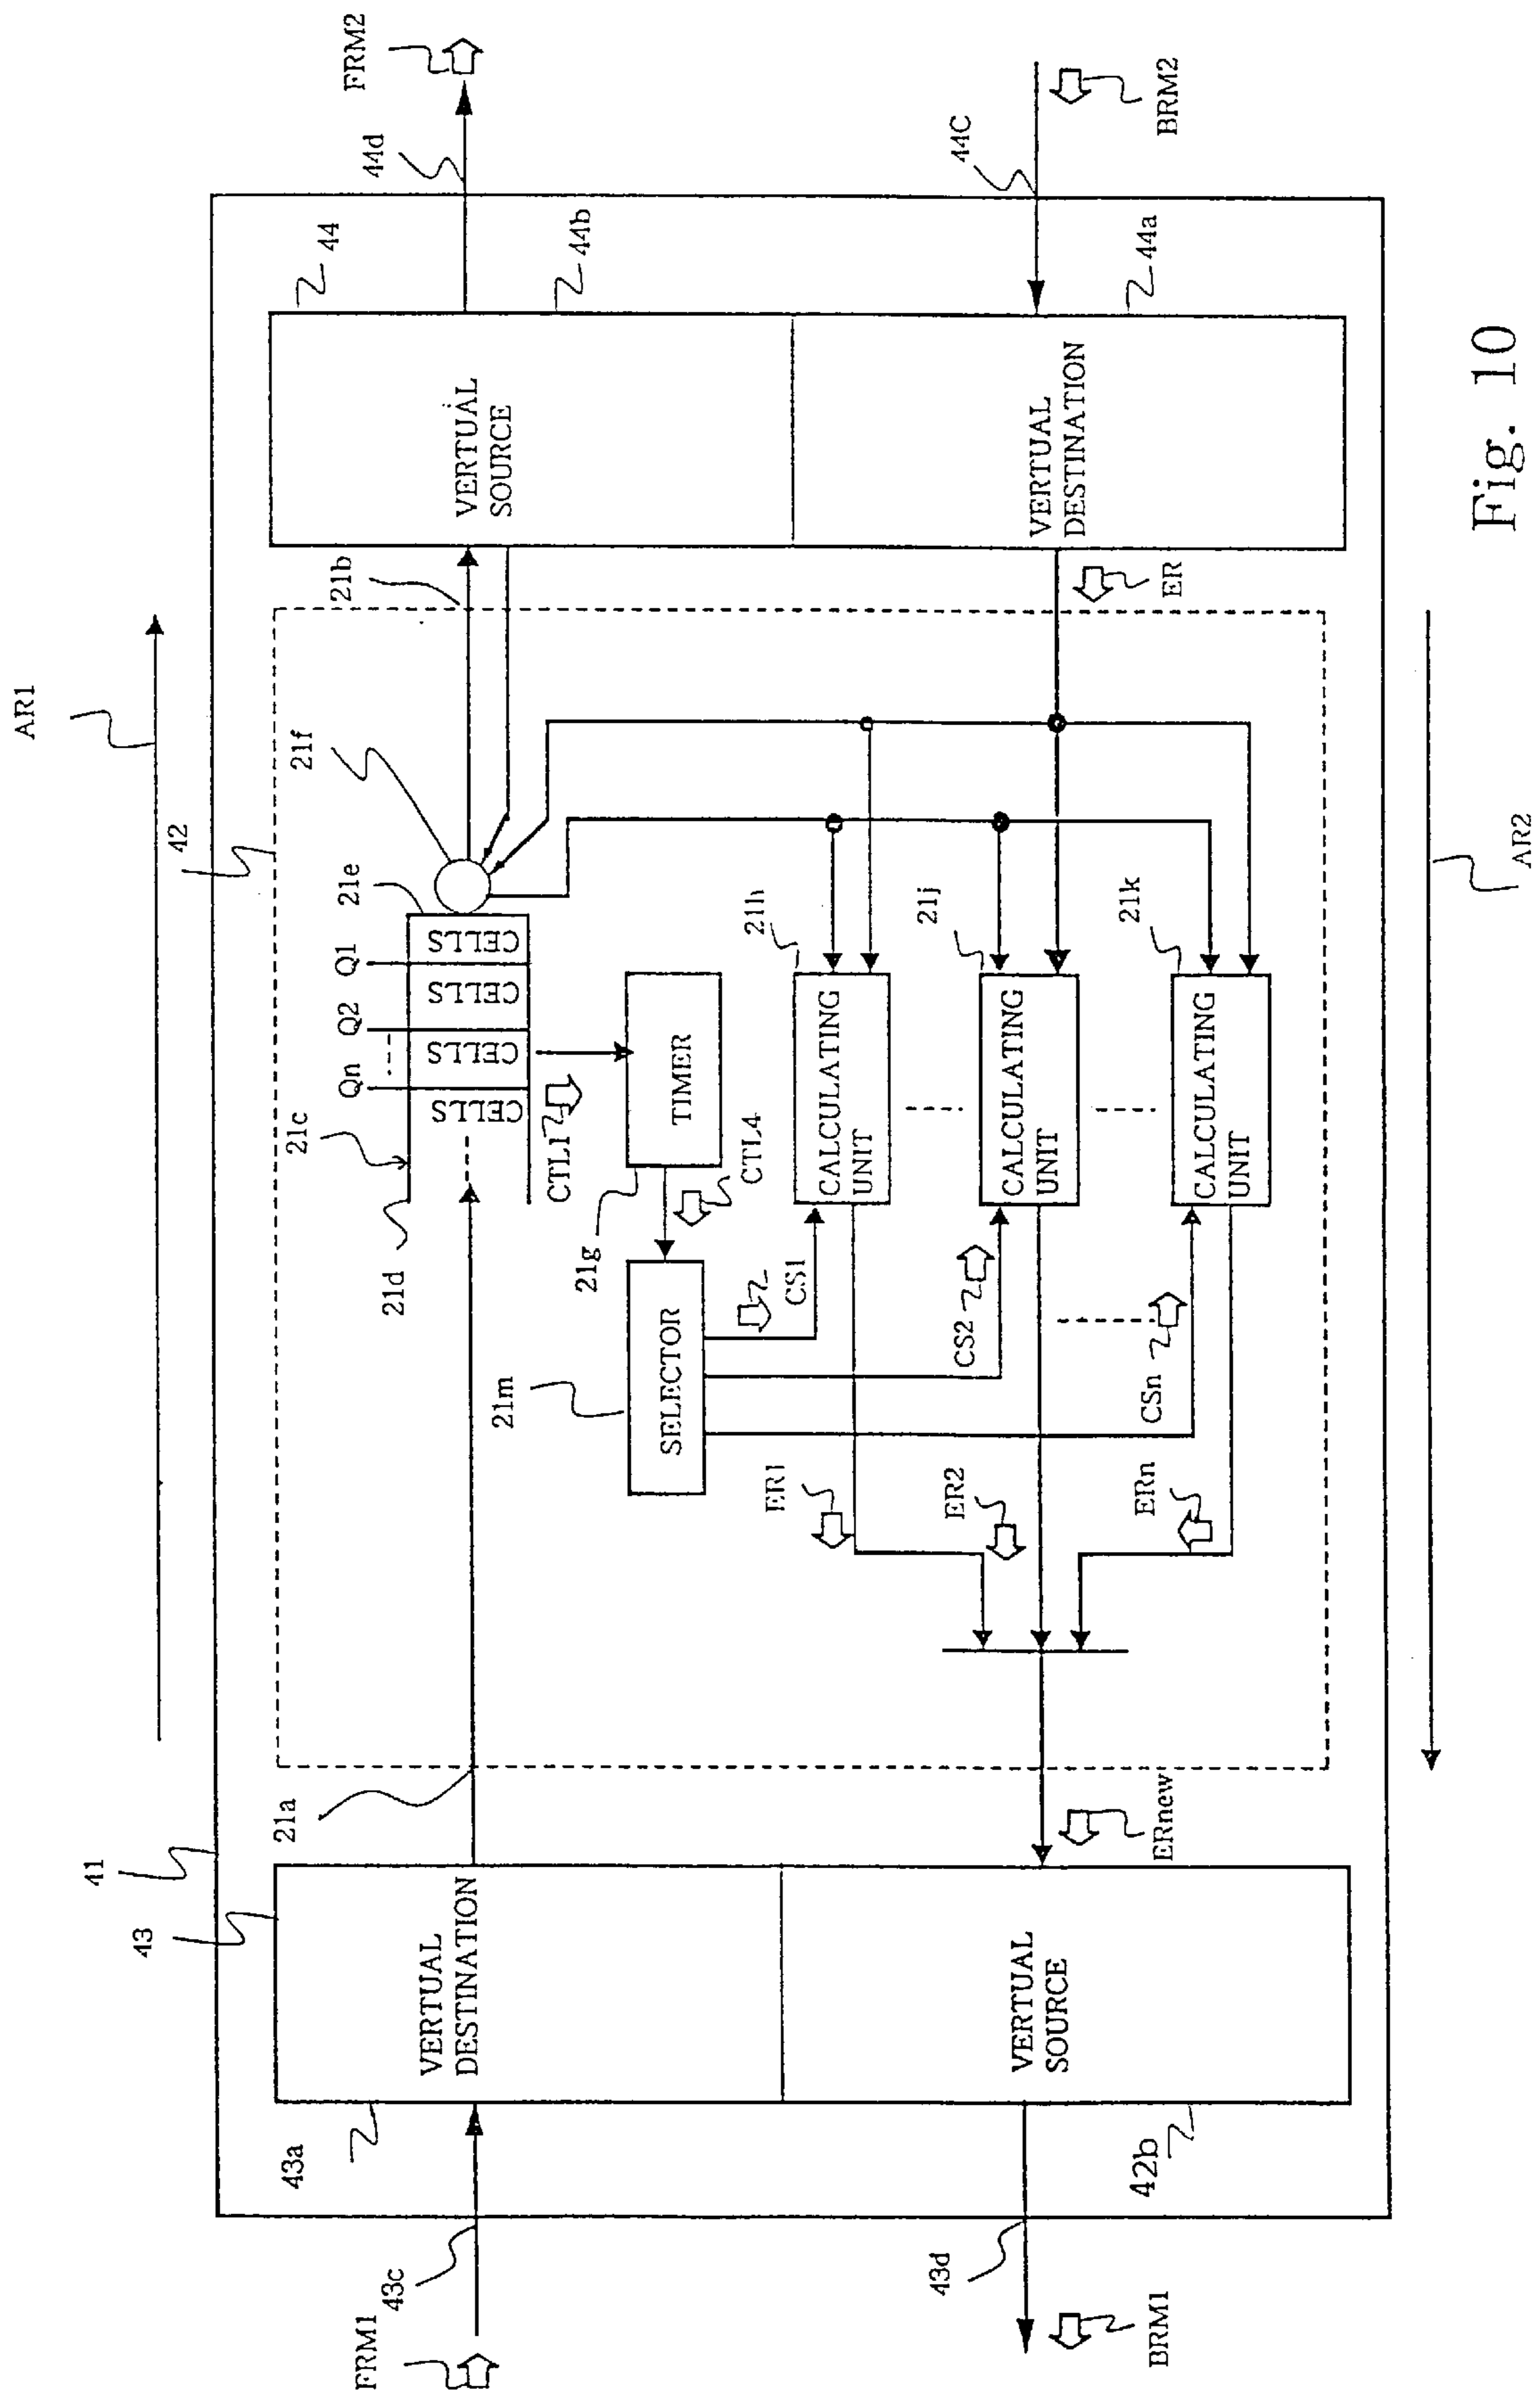 AR1
41
42
43
44
FRM1
43c
43a
VERTUAL
DESTINATION
21a
21d
21c
Qn
Q2
Q1
21e
21f
21b
CELLS
CELLS
CELLS
CELLS
VERTUAL
SOURCE
44b
44d
FRM2
CTL1
TIMER
21g
CTL4
21m
SELECTOR
CS1
CS2
CSn
21h
CALCULATING
UNIT
21j
CALCULATING
UNIT
21k
CALCULATING
UNIT
ER1
ER2
ERn
ERnew
ER
VERTUAL
DESTINATION
44a
44C
BRM2
VERTUAL
SOURCE
42b
43d
BRM1
AR2
Fig. 10